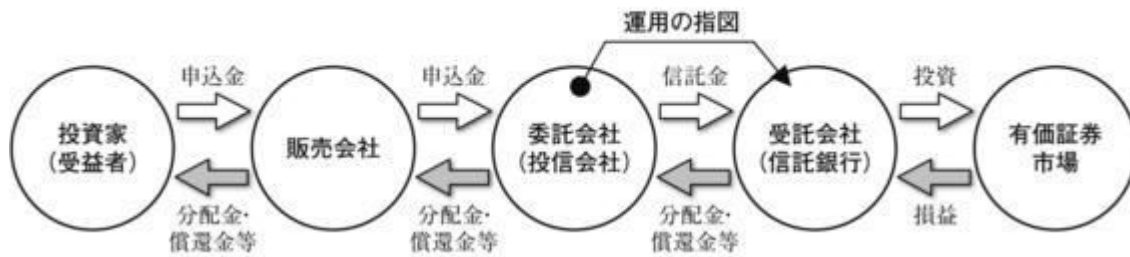 運用の指図
申込金
申込金
信託金
投資
投資家
（受益者）
販売会社
委託会社
（投信会社）
受託会社
（信託銀行）
有価証券
市場
分配金・
償還金等
分配金・
償還金等
分配金・
償還金等
損益